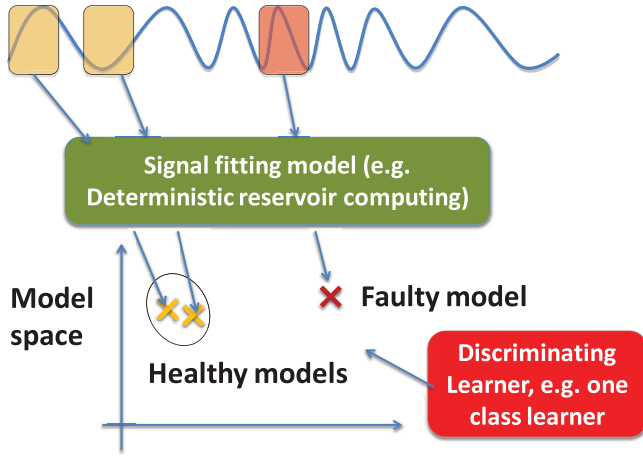 Signal fitting model (e.g.
Deterministic reservoir computing)
Model
space
Faulty model
Healthy models
Discriminating
Learner, e.g. one
class learner